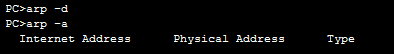 PC>arp -d
PC>arp -a
Internet Address Physical Address Type